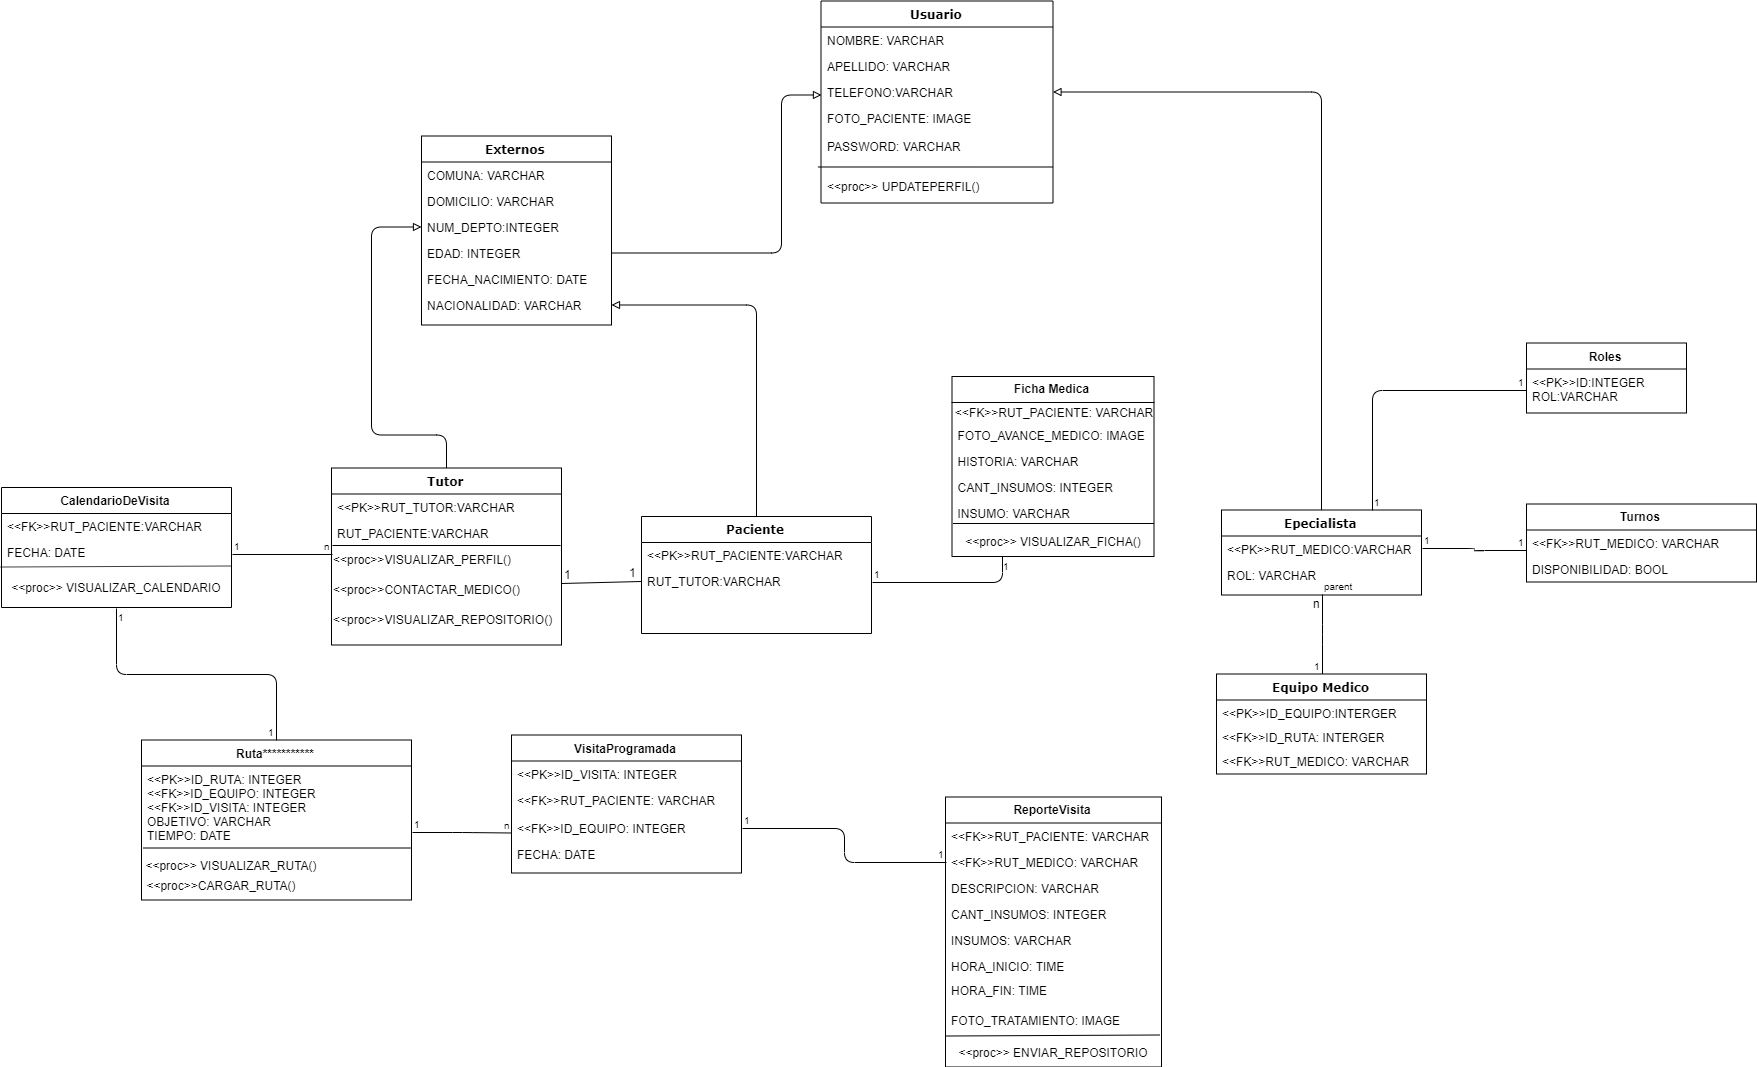 Usuario
NOMBRE: VARCHAR
APELLIDO: VARCHAR
TELEFONO:VARCHAR
FOTO_PACIENTE: IMAGE
PASSWORD: VARCHAR
<<proc>> UPDATEPERFIL()
Externos
COMUNA: VARCHAR
DOMICILIO: VARCHAR
NUM_DEPTO:INTEGER
EDAD: INTEGER
FECHA_NACIMIENTO: DATE
NACIONALIDAD: VARCHAR
Roles
<<PK>>ID:INTEGER
ROL:VARCHAR
1
1
Ficha Medica
<<FK>>RUT_PACIENTE: VARCHAR
FOTO_AVANCE_MEDICO: IMAGE
HISTORIA: VARCHAR
CANT_INSUMOS: INTEGER
INSUMO: VARCHAR
<<proc>> VISUALIZAR_FICHA()
1
1
Tutor
<<PK>>RUT_TUTOR:VARCHAR
RUT_PACIENTE:VARCHAR
<<proc>>VISUALIZAR_PERFIL()
<<proc>>CONTACTAR_MEDICO()
<<proc>>VISUALIZAR_REPOSITORIO()
1
1
CalendarioDeVisita
<<FK>>RUT_PACIENTE:VARCHAR
FECHA: DATE
<<proc>> VISUALIZAR_CALENDARIO
1
n
1
1
Paciente
<<PK>>RUT_PACIENTE:VARCHAR
RUT_TUTOR:VARCHAR
Epecialista
<<PK>>RUT_MEDICO:VARCHAR
ROL: VARCHAR
parent
n
1
1
1
Turnos
<<FK>>RUT_MEDICO: VARCHAR
DISPONIBILIDAD: BOOL
Equipo Medico
<<PK>>ID_EQUIPO:INTERGER
<<FK>>ID_RUTA: INTERGER
<<FK>>RUT_MEDICO: VARCHAR
Ruta***********
<<PK>>ID_RUTA: INTEGER
<<FK>>ID_EQUIPO: INTEGER
<<FK>>ID_VISITA: INTEGER
OBJETIVO: VARCHAR
TIEMPO: DATE
<<proc>> VISUALIZAR_RUTA()
<<proc>>CARGAR_RUTA()
1
n
VisitaProgramada
<<PK>>ID_VISITA: INTEGER
<<FK>>RUT_PACIENTE: VARCHAR
<<FK>>ID_EQUIPO: INTEGER
FECHA: DATE
1
1
ReporteVisita
<<FK>>RUT_PACIENTE: VARCHAR
<<FK>>RUT_MEDICO: VARCHAR
DESCRIPCION: VARCHAR
CANT_INSUMOS: INTEGER
INSUMOS: VARCHAR
HORA_INICIO: TIME
HORA_FIN: TIME
FOTO_TRATAMIENTO: IMAGE
<<proc>> ENVIAR_REPOSITORIO